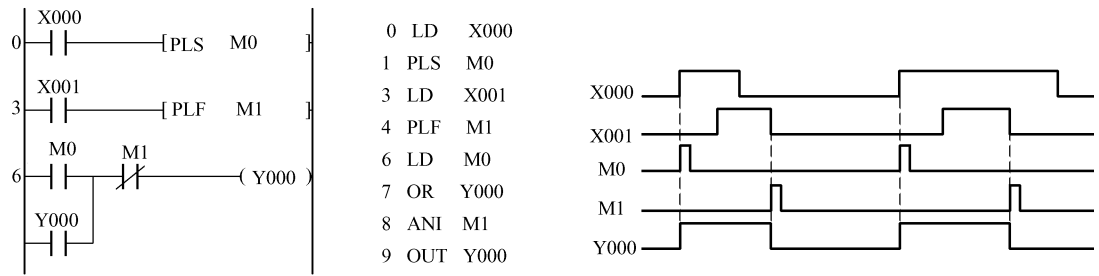 X000
0 [PLS M0 ]
X001
3 [PLF M1 ]
M0 M1
6 ( Y000 )
Y000
0 LD X000
1 PLS M0
3 LD X001
4 PLF M1
6 LD M0
7 OR Y000
8 ANI M1
9 OUT Y000
X000
X001
M0
M1
Y000